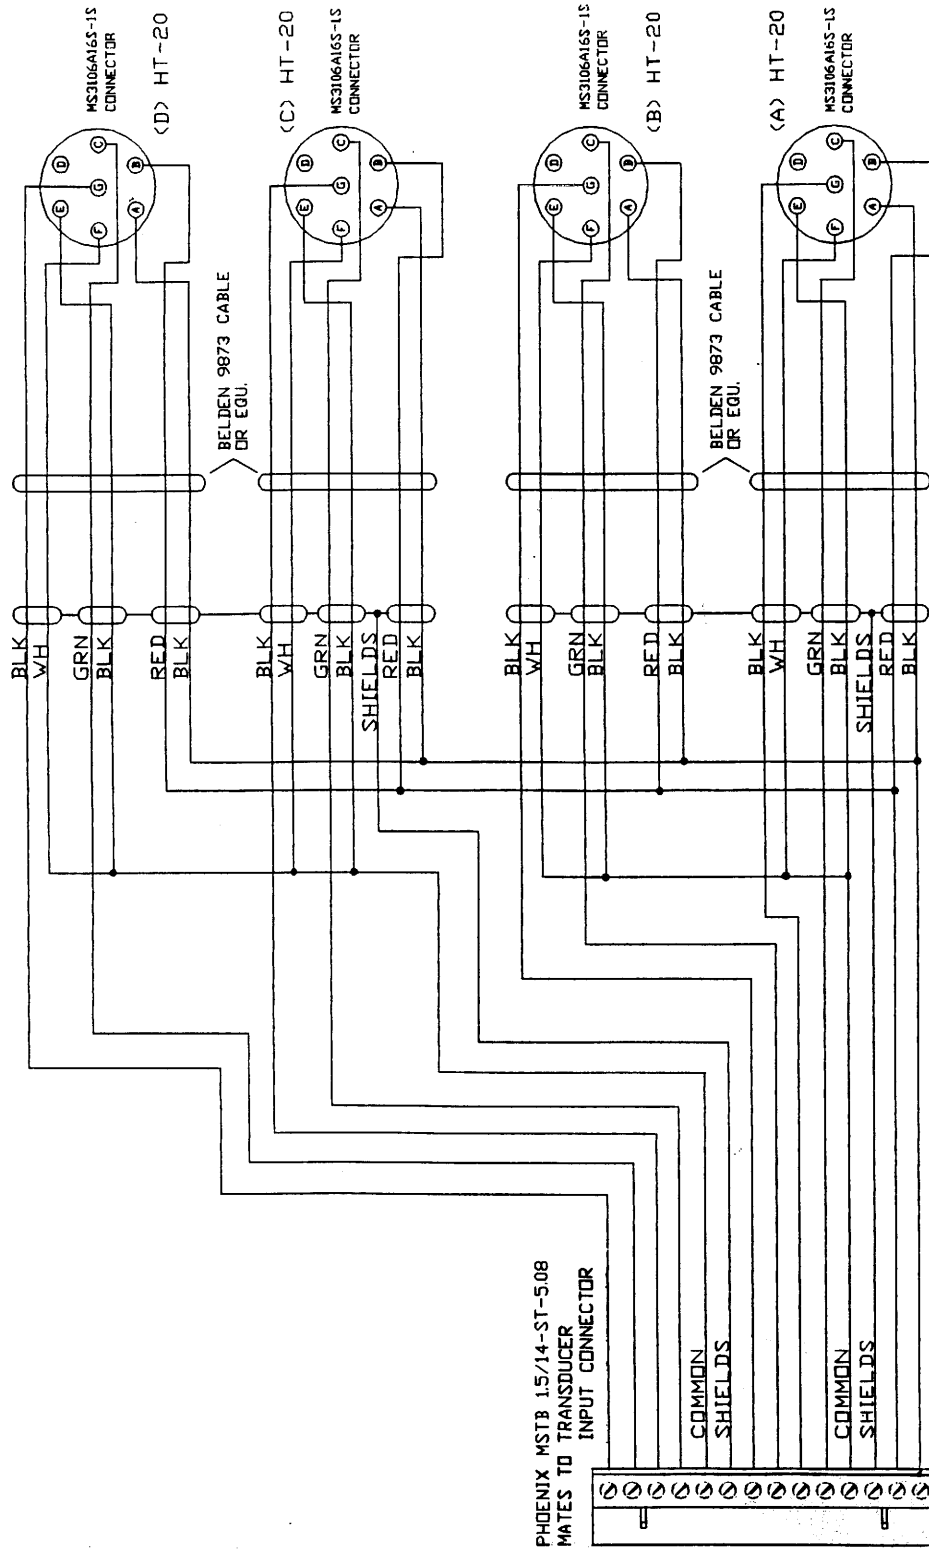 MS3106A16S-1S
CONNECTOR
(D) HT-20
D
C
E
G
B
F
A
(C) HT-20
MS3106A16S-1S
CONNECTOR
D
C
E
G
B
F
A
MS3106A16S-1S
CONNECTOR
(B) HT-20
D
C
E
G
B
F
A
(A) HT-20
MS3106A16S-1S
CONNECTOR
D
C
E
G
B
F
A
BELDEN 9873 CABLE
OR EQU.
BELDEN 9873 CABLE
OR EQU.
BLK
WH
GRN
BLK
RED
BLK
BLK
WH
GRN
BLK
SHIELDS
RED
BLK
BLK
WH
GRN
BLK
RED
BLK
BLK
WH
GRN
BLK
SHIELDS
RED
BLK
PHOENIX MSTB 1.5/14-ST-5.08
MATES TO TRANSDUCER
INPUT CONNECTOR
COMMON
SHIELDS
COMMON
SHIELDS